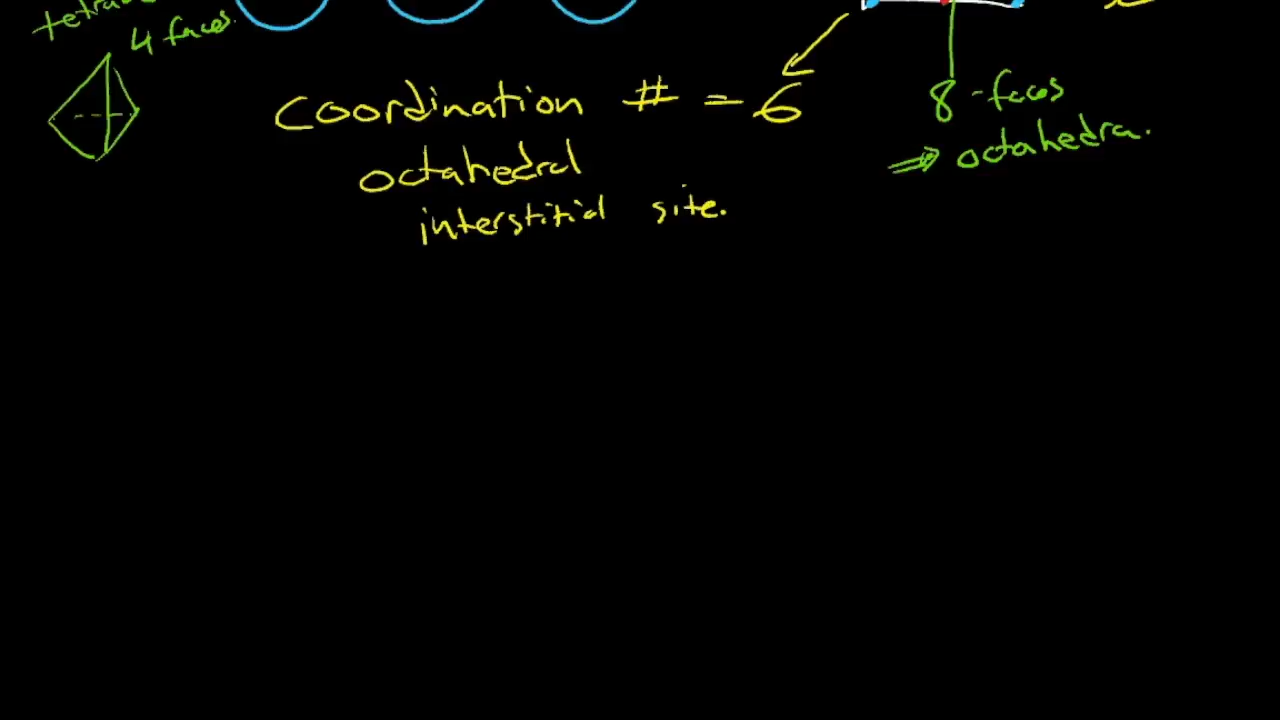 4 faces.
Coordination # = 6
octahedral
interstitial site.
8-faces
⇒ octahedra.